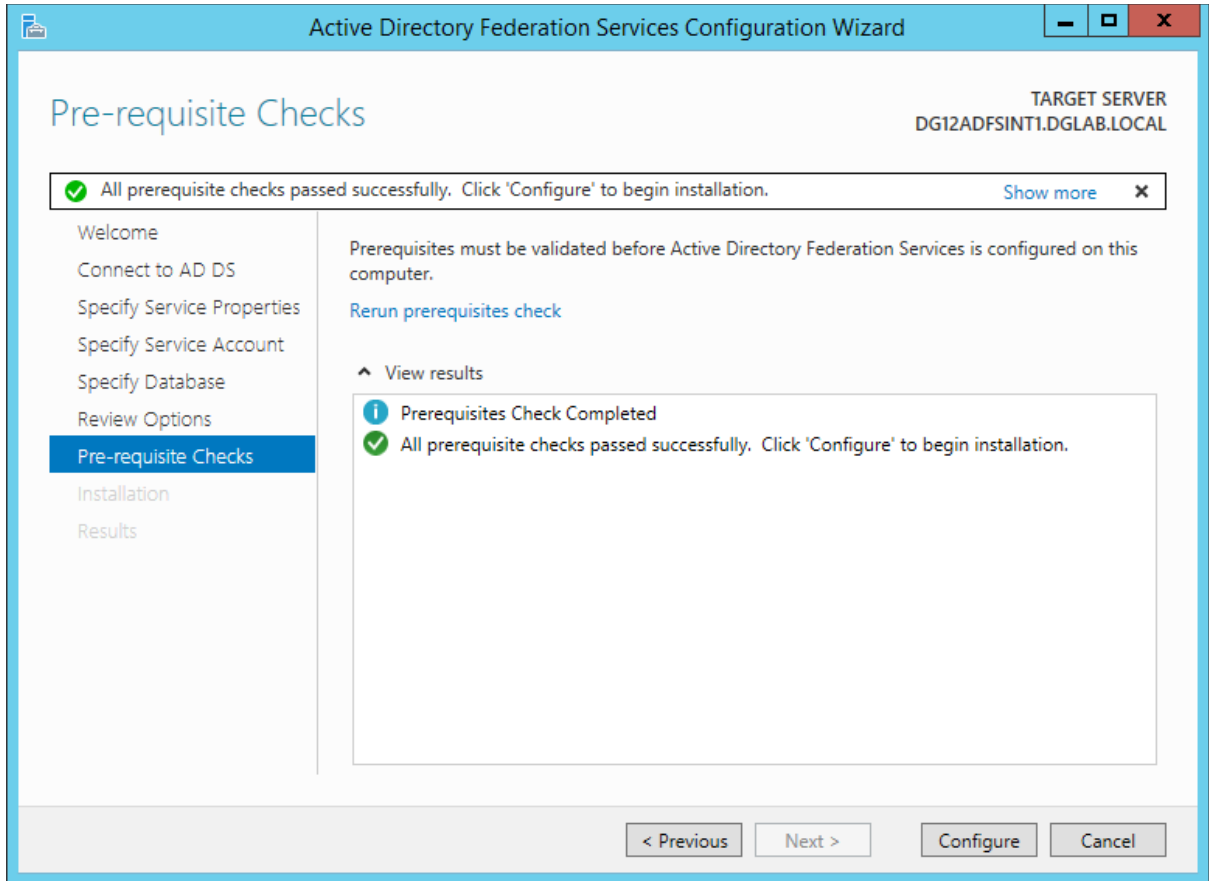 Active Directory Federation Services Configuration Wizard
Pre-requisite Checks
TARGET SERVER
DG12ADFSINT1.DGLAB.LOCAL
All prerequisite checks passed successfully. Click 'Configure' to begin installation.
Show more
Welcome
Connect to AD DS
Specify Service Properties
Specify Service Account
Specify Database
Review Options
Pre-requisite Checks
Installation
Results
Prerequisites must be validated before Active Directory Federation Services is configured on this
computer.
Rerun prerequisites check
View results
Prerequisites Check Completed
All prerequisite checks passed successfully. Click 'Configure' to begin installation.
< Previous
Next >
Configure
Cancel